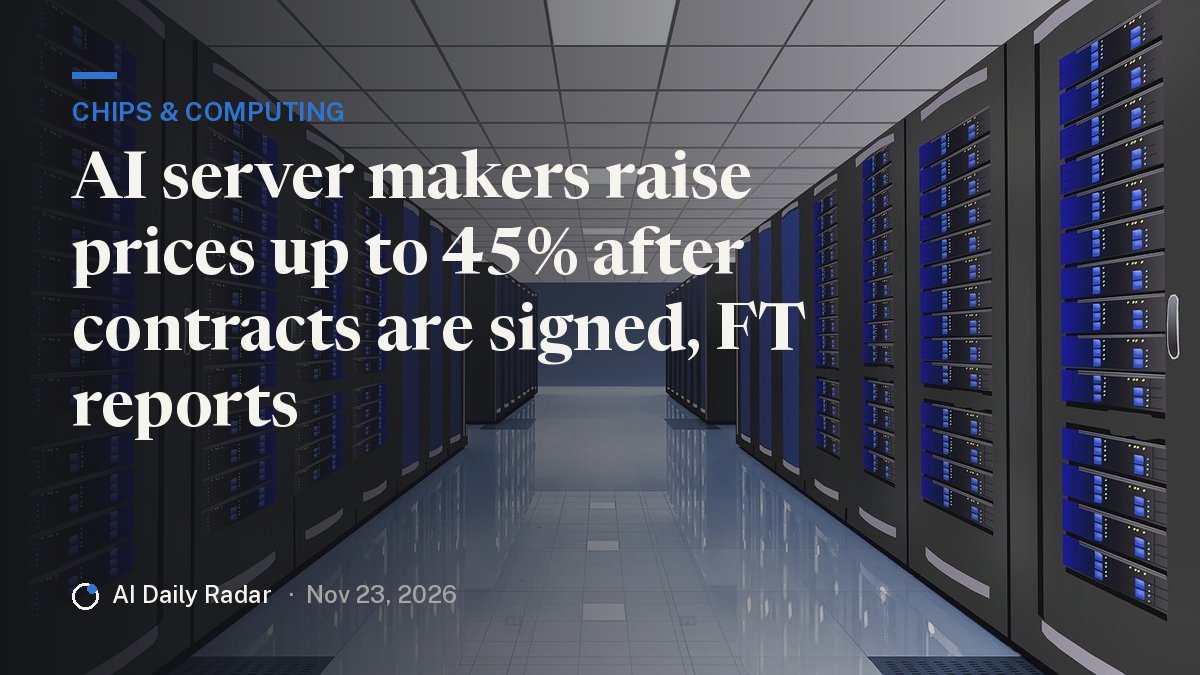 CHIPS & COMPUTING
AI server makers raise
prices up to 45% after
contracts are signed, FT
reports
AI Daily Radar · Nov 23, 2026